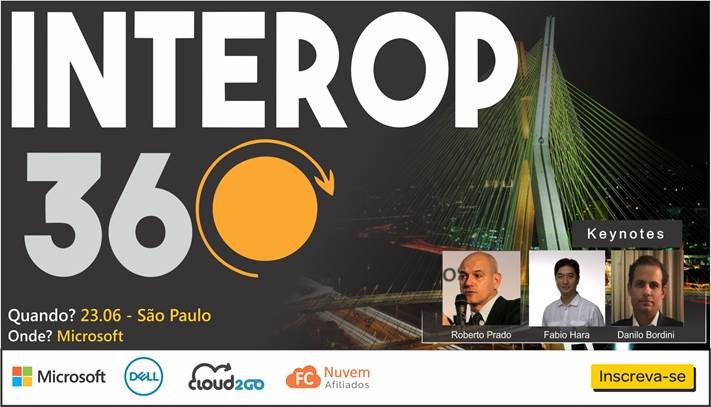 INTEROP
360
Quando? 23.06 - São Paulo
Onde? Microsoft
Keynotes
Roberto Prado
Fabio Hara
Danilo Bordini
Microsoft
DELL
CLOUD2GO
FC Nuvem
Afiliados
Inscreva-se